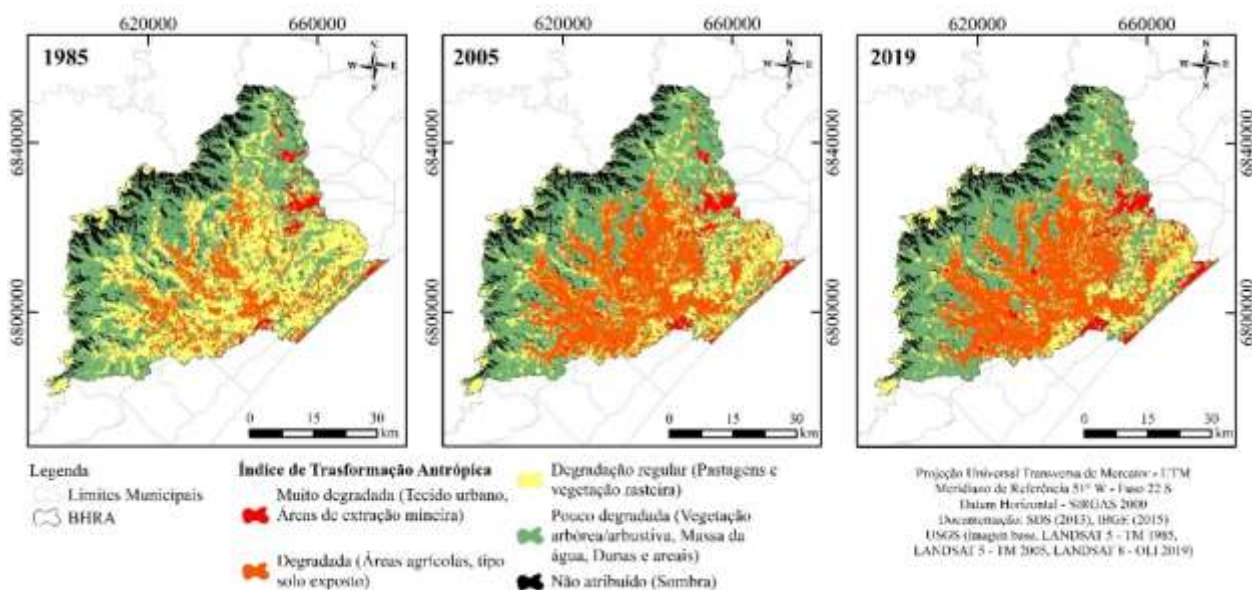 620000 660000
620000 660000
620000 660000
1985
N
W E
S
2005
N
W E
S
2019
N
W E
S
6840000
6840000
6800000
6800000
0 15 30
km
0 15 30
km
0 15 30
km
Legenda
Limites Municipais
BHRA
Índice de Trasformação Antrópica
Muito degradada (Tecido urbano,
Áreas de extração mineira)
Degradada (Áreas agrícolas, tipo
solo exposto)
Degradação regular (Pastagens e
vegetação rasteira)
Pouco degradada (Vegetação
arbórea/arbustiva, Massa da
água, Dunas e areais)
Não atribuído (Sombra)
Projeção Universal Transversa de Mercator - UTM
Meridiano de Referência 51° W - Fuso 22 S
Datum Horizontal - SIRGAS 2000
Documentação: SDS (2013), IBGE (2015)
USGS (Imagem base, LANDSAT 5 - TM 1985,
LANDSAT 5 - TM 2005, LANDSAT 8 - OLI 2019)